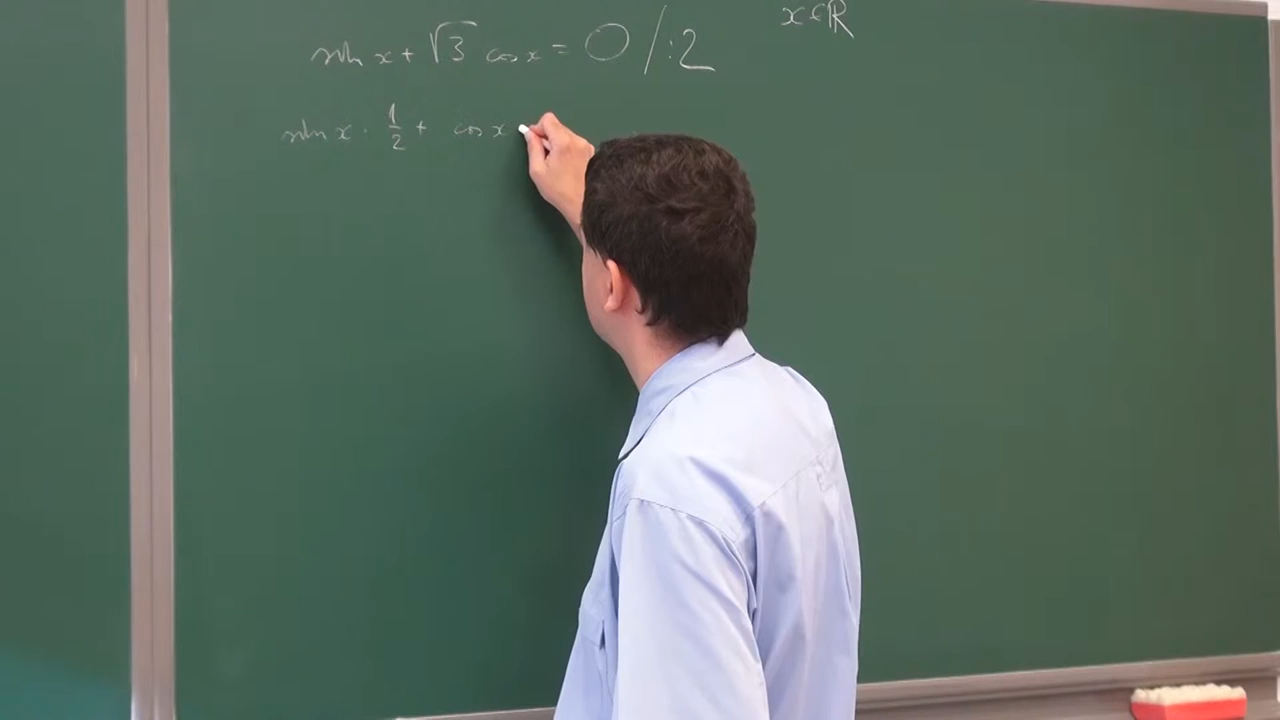 sin x + √3 cos x = 0 / :2 x∈ℝ
sin x · 1/2 + cos x